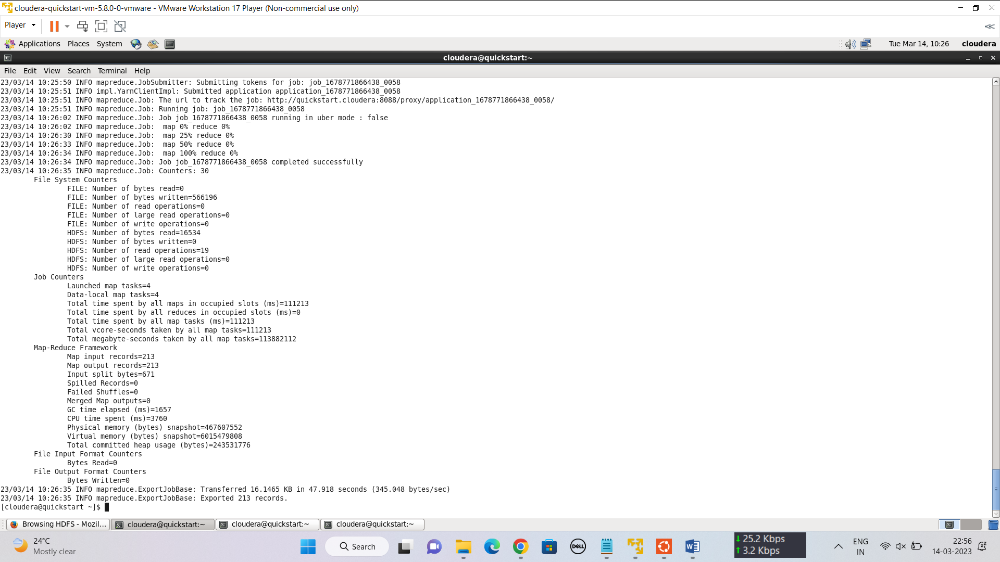 cloudera-quickstart-vm-5.8.0-0-vmware - VMware Workstation 17 Player (Non-commercial use only)
Player
Applications Places System Tue Mar 14, 10:26 cloudera
cloudera@quickstart:~
File Edit View Search Terminal Help
23/03/14 10:25:50 INFO mapreduce.JobSubmitter: Submitting tokens for job: job_1678771866438_0058
23/03/14 10:25:51 INFO impl.YarnClientImpl: Submitted application application_1678771866438_0058
23/03/14 10:25:51 INFO mapreduce.Job: The url to track the job: http://quickstart.cloudera:8088/proxy/application_1678771866438_0058/
23/03/14 10:25:51 INFO mapreduce.Job: Running job: job_1678771866438_0058
23/03/14 10:26:02 INFO mapreduce.Job: Job job_1678771866438_0058 running in uber mode : false
23/03/14 10:26:02 INFO mapreduce.Job:  map 0% reduce 0%
23/03/14 10:26:30 INFO mapreduce.Job:  map 25% reduce 0%
23/03/14 10:26:33 INFO mapreduce.Job:  map 50% reduce 0%
23/03/14 10:26:34 INFO mapreduce.Job:  map 100% reduce 0%
23/03/14 10:26:34 INFO mapreduce.Job: Job job_1678771866438_0058 completed successfully
23/03/14 10:26:35 INFO mapreduce.Job: Counters: 30
File System Counters
FILE: Number of bytes read=0
FILE: Number of bytes written=566196
FILE: Number of read operations=0
FILE: Number of large read operations=0
FILE: Number of write operations=0
HDFS: Number of bytes read=16534
HDFS: Number of bytes written=0
HDFS: Number of read operations=19
HDFS: Number of large read operations=0
HDFS: Number of write operations=0
Job Counters
Launched map tasks=4
Data-local map tasks=4
Total time spent by all maps in occupied slots (ms)=111213
Total time spent by all reduces in occupied slots (ms)=0
Total time spent by all map tasks (ms)=111213
Total vcore-seconds taken by all map tasks=111213
Total megabyte-seconds taken by all map tasks=113882112
Map-Reduce Framework
Map input records=213
Map output records=213
Input split bytes=671
Spilled Records=0
Failed Shuffles=0
Merged Map outputs=0
GC time elapsed (ms)=1657
CPU time spent (ms)=3760
Physical memory (bytes) snapshot=467607552
Virtual memory (bytes) snapshot=6015479808
Total committed heap usage (bytes)=243531776
File Input Format Counters
Bytes Read=0
File Output Format Counters
Bytes Written=0
23/03/14 10:26:35 INFO mapreduce.ExportJobBase: Transferred 16.1465 KB in 47.918 seconds (345.048 bytes/sec)
23/03/14 10:26:35 INFO mapreduce.ExportJobBase: Exported 213 records.
[cloudera@quickstart ~]$
Browsing HDFS - Mozil... cloudera@quickstart:~ cloudera@quickstart:~ cloudera@quickstart:~
24°C
Mostly clear
Search
DELL
25.2 Kbps
3.2 Kbps
ENG
IN
22:56
14-03-2023